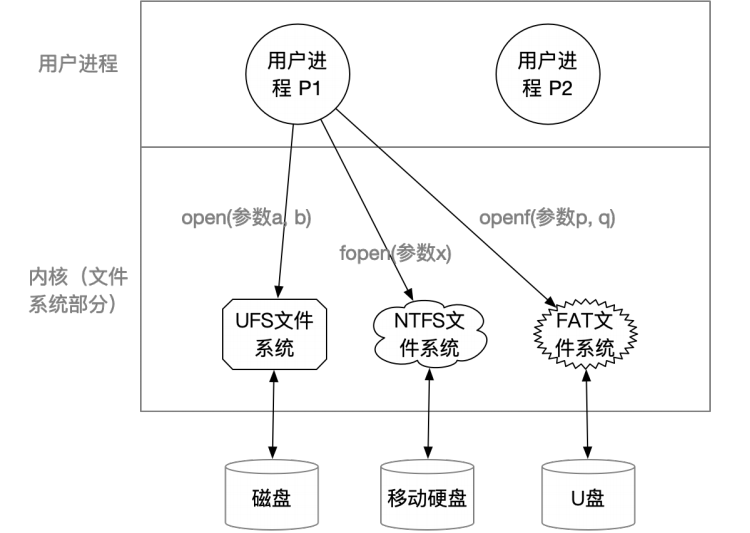 用户进程
用户进
程 P1
用户进
程 P2
open(参数a, b)
fopen(参数x)
openf(参数p, q)
内核（文件
系统部分）
UFS文件
系统
NTFS文
件系统
FAT文
件系统
磁盘
移动硬盘
U盘